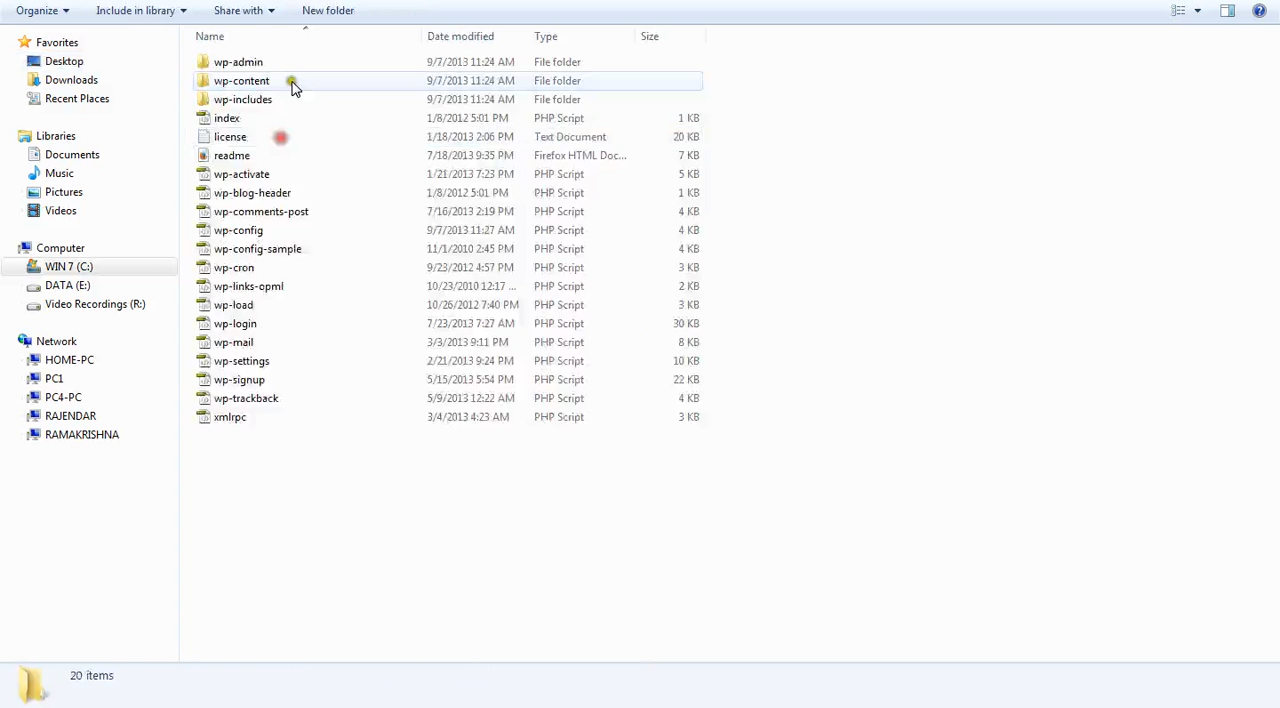 Organize Include in library Share with New folder
Name Date modified Type Size
Favorites
Desktop
Downloads
Recent Places
Libraries
Documents
Music
Pictures
Videos
Computer
WIN 7 (C:)
DATA (E:)
Video Recordings (R:)
Network
HOME-PC
PC1
PC4-PC
RAJENDAR
RAMAKRISHNA
wp-admin 9/7/2013 11:24 AM File folder
wp-content 9/7/2013 11:24 AM File folder
wp-includes 9/7/2013 11:24 AM File folder
index 1/8/2012 5:01 PM PHP Script 1 KB
license 1/18/2013 2:06 PM Text Document 20 KB
readme 7/18/2013 9:35 PM Firefox HTML Doc... 7 KB
wp-activate 1/21/2013 7:23 PM PHP Script 5 KB
wp-blog-header 1/8/2012 5:01 PM PHP Script 1 KB
wp-comments-post 7/16/2013 2:19 PM PHP Script 4 KB
wp-config 9/7/2013 11:27 AM PHP Script 4 KB
wp-config-sample 11/1/2010 2:45 PM PHP Script 4 KB
wp-cron 9/23/2012 4:57 PM PHP Script 3 KB
wp-links-opml 10/23/2010 12:17 ... PHP Script 2 KB
wp-load 10/26/2012 7:40 PM PHP Script 3 KB
wp-login 7/23/2013 7:27 AM PHP Script 30 KB
wp-mail 3/3/2013 9:11 PM PHP Script 8 KB
wp-settings 2/21/2013 9:24 PM PHP Script 10 KB
wp-signup 5/15/2013 5:54 PM PHP Script 22 KB
wp-trackback 5/9/2013 12:22 AM PHP Script 4 KB
xmlrpc 3/4/2013 4:23 AM PHP Script 3 KB
20 items